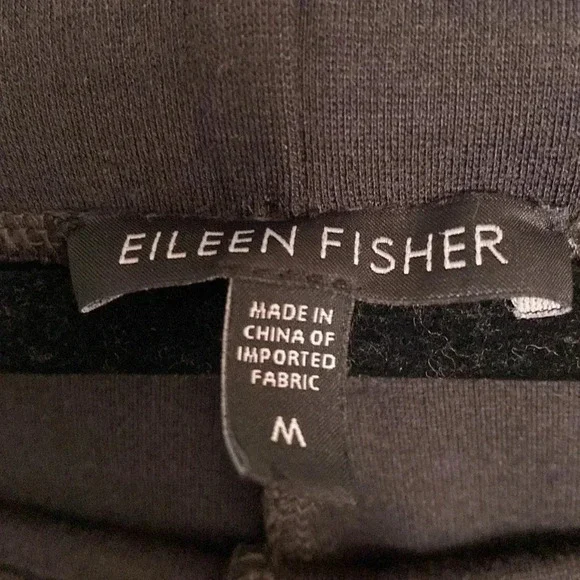 EILEEN FISHER
MADE IN
CHINA OF
IMPORTED
FABRIC
M